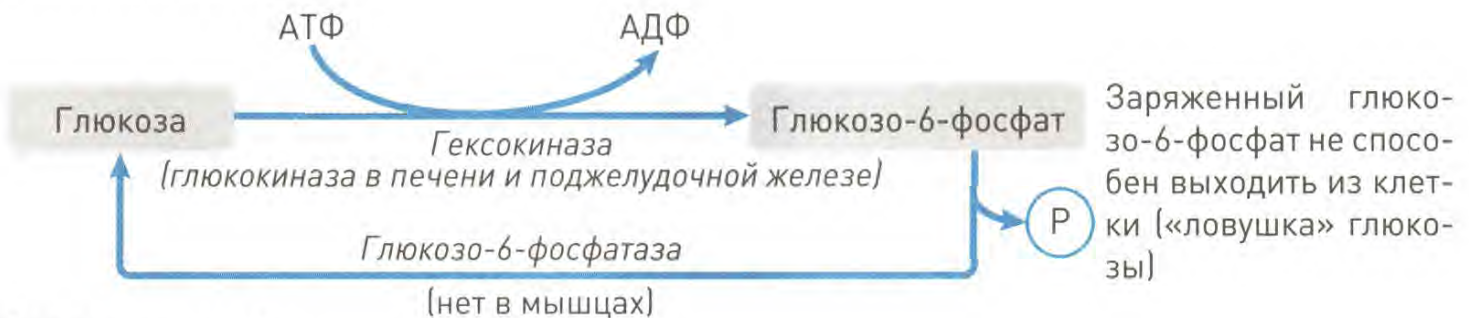 АТФ АДФ
Глюкоза
Глюкозо-6-фосфат
Гексокиназа
(глюкокиназа в печени и поджелудочной железе)
Р
Глюкозо-6-фосфатаза
(нет в мышцах)
Заряженный глюко-
зо-6-фосфат не спосо-
бен выходить из клет-
ки («ловушка» глюко-
зы)